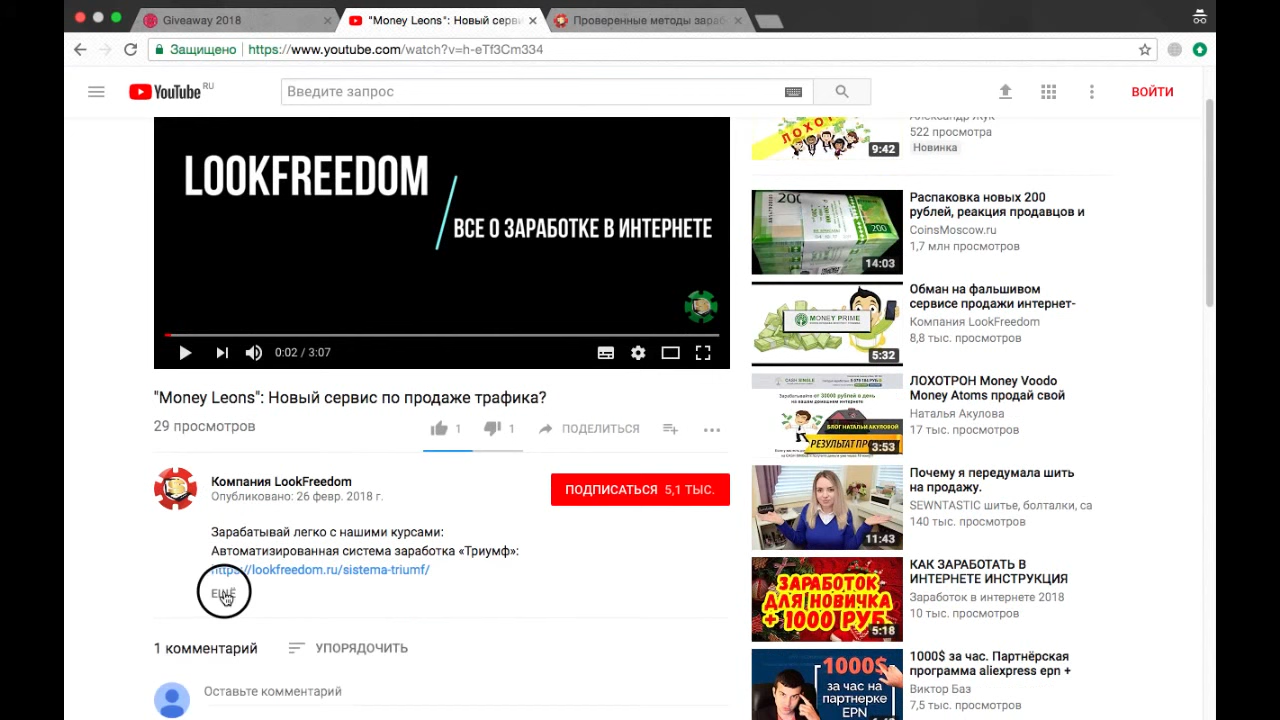 Giveaway 2018
"Money Leons": Новый серви
Проверенные методы зараб
Защищено
https://www.youtube.com/watch?v=h-eTf3Cm334
YouTube RU
Введите запрос
ВОЙТИ
LOOKFREEDOM
ВСЕ О ЗАРАБОТКЕ В ИНТЕРНЕТЕ
0:02 / 3:07
"Money Leons": Новый сервис по продаже трафика?
29 просмотров
1
1
ПОДЕЛИТЬСЯ
Компания LookFreedom
Опубликовано: 26 февр. 2018 г.
ПОДПИСАТЬСЯ 5,1 ТЫС.
Зарабатывай легко с нашими курсами:
Автоматизированная система заработка «Триумф»:
https://lookfreedom.ru/sistema-triumf/
ЕЩЁ
1 комментарий
УПОРЯДОЧИТЬ
Оставьте комментарий
ЛОХОТ
9:42
Александр Жук
522 просмотра
Новинка
200
14:03
Распаковка новых 200
рублей, реакция продавцов и
CoinsMoscow.ru
1,7 млн просмотров
MONEY PRIME
5:32
Обман на фальшивом
сервисе продажи интернет-
Компания LookFreedom
8,8 тыс. просмотров
БЛОГ НАТАЛЬИ АКУЛОВОЙ
РЕЗУЛЬТАТ ПР
3:53
ЛОХОТРОН Money Voodo
Money Atoms продай свой
Наталья Акулова
17 тыс. просмотров
11:43
Почему я передумала шить
на продажу.
SEWNTASTIC шитье, болталки, са
140 тыс. просмотров
ЗАРАБОТОК
ДЛЯ НОВИЧКА
+ 1000 РУБ
5:18
КАК ЗАРАБОТАТЬ В
ИНТЕРНЕТЕ ИНСТРУКЦИЯ
Заработок в интернете 2018
10 тыс. просмотров
1000$
за час на
партнерке
EPN
1000$ за час. Партнёрская
программа aliexpress epn +
Виктор Баз
7,5 тыс. просмотров